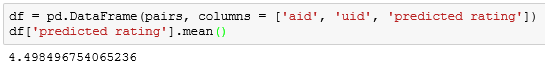 df = pd.DataFrame(pairs, columns = ['aid', 'uid', 'predicted rating'])
df['predicted rating'].mean()
4.498496754065236